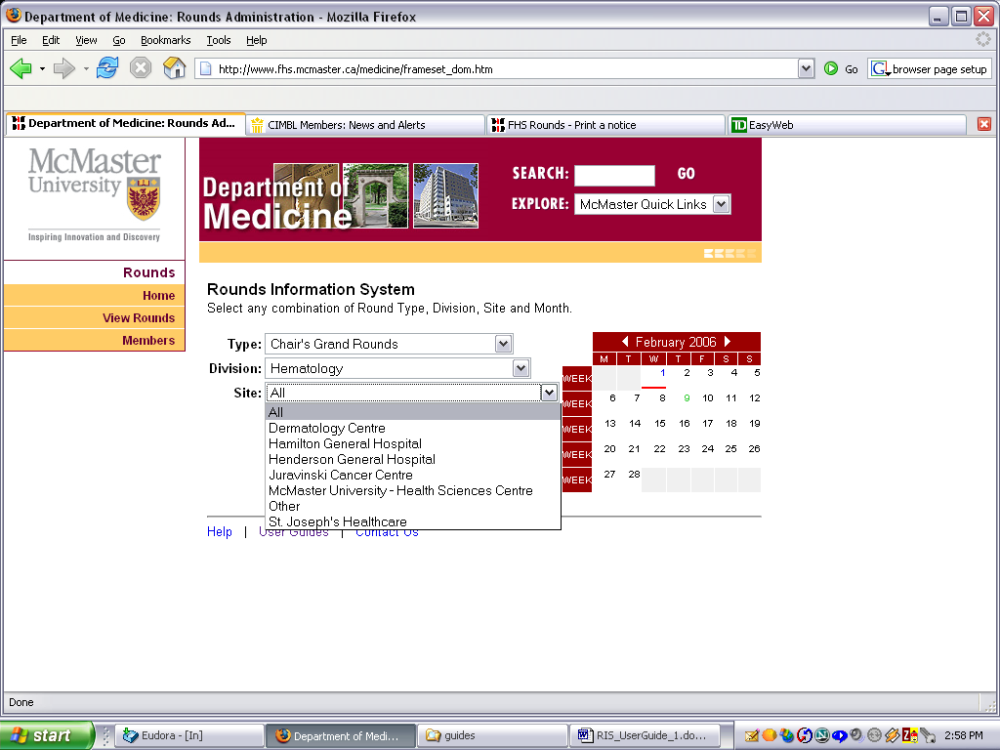 Department of Medicine: Rounds Administration - Mozilla Firefox
File Edit View Go Bookmarks Tools Help
http://www.fhs.mcmaster.ca/medicine/frameset_dom.htm Go browser page setup
Department of Medicine: Rounds Ad... CIMBL Members: News and Alerts FHS Rounds - Print a notice TD EasyWeb
McMaster
University
Inspiring Innovation and Discovery
Rounds
Home
View Rounds
Members
Department of
Medicine
SEARCH: GO
EXPLORE: McMaster Quick Links
Rounds Information System
Select any combination of Round Type, Division, Site and Month.
Type: Chair's Grand Rounds
Division: Hematology
Site: All
All
Dermatology Centre
Hamilton General Hospital
Henderson General Hospital
Juravinski Cancer Centre
McMaster University - Health Sciences Centre
Other
St. Joseph's Healthcare
February 2006
M T W T F S S
WEEK 1 2 3 4 5
WEEK 6 7 8 9 10 11 12
WEEK 13 14 15 16 17 18 19
WEEK 20 21 22 23 24 25 26
WEEK 27 28
Help | User Guides | Contact Us
Done
start Eudora - [In] Department of Medi... guides RIS_UserGuide_1.do... 2:58 PM